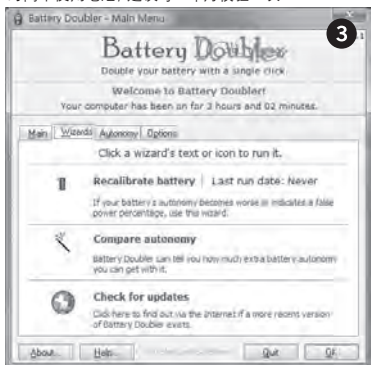 Battery Doubler - Main Menu
3
Battery Doubler
Double your battery with a single click
Welcome to Battery Doubler!
Your computer has been on for 3 hours and 02 minutes.
Main Wizards Autonomy Options
Click a wizard's text or icon to run it.
Recalibrate battery | Last run date: Never
If your battery's autonomy becomes worse or indicates a false
power percentage, use this wizard.
Compare autonomy
Battery Doubler can tell you how much extra battery autonomy
you can get with it.
Check for updates
Click here to find out via the Internet if a more recent version
of Battery Doubler exists.
About... Help... Quit